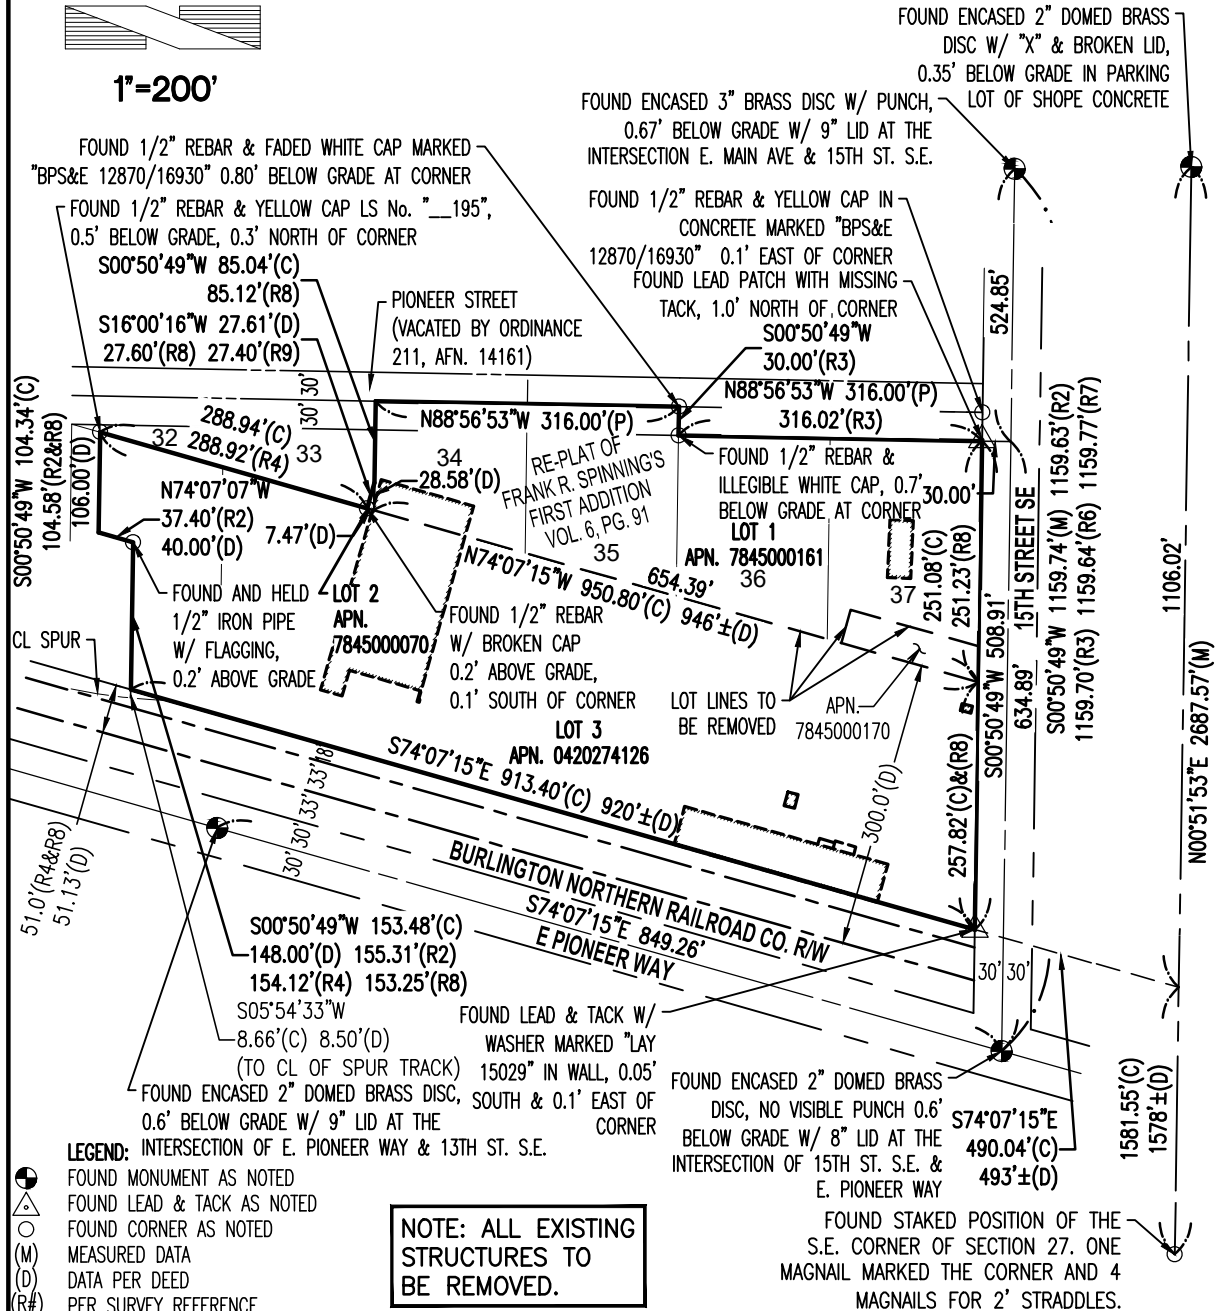 1"=200'
FOUND ENCASED 2" DOMED BRASS
DISC W/ "X" & BROKEN LID,
0.35' BELOW GRADE IN PARKING
LOT OF SHOPE CONCRETE
FOUND ENCASED 3" BRASS DISC W/ PUNCH,
0.67' BELOW GRADE W/ 9" LID AT THE
INTERSECTION E. MAIN AVE & 15TH ST. S.E.
FOUND 1/2" REBAR & FADED WHITE CAP MARKED
"BPS&E 12870/16930" 0.80' BELOW GRADE AT CORNER
FOUND 1/2" REBAR & YELLOW CAP LS No. "__195",
0.5' BELOW GRADE, 0.3' NORTH OF CORNER
FOUND 1/2" REBAR & YELLOW CAP IN
CONCRETE MARKED "BPS&E
12870/16930" 0.1' EAST OF CORNER
FOUND LEAD PATCH WITH MISSING
TACK, 1.0' NORTH OF CORNER
S00°50'49"W 85.04'(C)
85.12'(R8)
S16°00'16"W 27.61'(D)
27.60'(R8) 27.40'(R9)
PIONEER STREET
(VACATED BY ORDINANCE
211, AFN. 14161)
S00°50'49"W
30.00'(R3)
N88°56'53"W 316.00'(P)
316.02'(R3)
524.85'
30' 30'
N88°56'53"W 316.00'(P)
S00°50'49"W 104.34'(C)
104.58'(R2&R8)
106.00'(D)
288.94'(C)
288.92'(R4)
32
33
34
35
36
37
28.58'(D)
RE-PLAT OF
FRANK R. SPINNING'S
FIRST ADDITION
VOL. 6, PG. 91
FOUND 1/2" REBAR &
ILLEGIBLE WHITE CAP, 0.7'
BELOW GRADE AT CORNER
30.00'
LOT 1
APN. 7845000161
N74°07'07"W
37.40'(R2)
40.00'(D)
7.47'(D)
N74°07'15"W 950.80'(C) 946'±(D)
654.39'
251.08'(C)
251.23'(R8)
S00°50'49"W 508.91'
15TH STREET SE
634.89'
S00°50'49"W 1159.74'(M) 1159.63'(R2)
1159.70'(R3) 1159.64'(R6) 1159.77'(R7)
1106.02'
N00°51'53"E 2687.57'(M)
FOUND AND HELD
1/2" IRON PIPE
W/ FLAGGING,
0.2' ABOVE GRADE
LOT 2
APN.
7845000070
FOUND 1/2" REBAR
W/ BROKEN CAP
0.2' ABOVE GRADE,
0.1' SOUTH OF CORNER
CL SPUR
LOT LINES TO
BE REMOVED
APN.
7845000170
LOT 3
APN. 0420274126
S74°07'15"E 913.40'(C) 920'±(D)
300.0'(D)
257.82'(C)&(R8)
30' 30' 33' 33' 18'
51.0'(R4&R8)
51.13'(D)
BURLINGTON NORTHERN RAILROAD CO. R/W
S74°07'15"E 849.26'
E PIONEER WAY
30' 30'
S00°50'49"W 153.48'(C)
148.00'(D) 155.31'(R2)
154.12'(R4) 153.25'(R8)
S05°54'33"W
8.66'(C) 8.50'(D)
(TO CL OF SPUR TRACK)
FOUND LEAD & TACK W/
WASHER MARKED "LAY
15029" IN WALL, 0.05'
SOUTH & 0.1' EAST OF
CORNER
FOUND ENCASED 2" DOMED BRASS DISC,
0.6' BELOW GRADE W/ 9" LID AT THE
INTERSECTION OF E. PIONEER WAY & 13TH ST. S.E.
FOUND ENCASED 2" DOMED BRASS
DISC, NO VISIBLE PUNCH 0.6'
BELOW GRADE W/ 8" LID AT THE
INTERSECTION OF 15TH ST. S.E. &
E. PIONEER WAY
S74°07'15"E
490.04'(C)
493'±(D)
1581.55'(C)
1578'±(D)
LEGEND:
FOUND MONUMENT AS NOTED
FOUND LEAD & TACK AS NOTED
FOUND CORNER AS NOTED
(M) MEASURED DATA
(D) DATA PER DEED
(R#) PER SURVEY REFERENCE
NOTE: ALL EXISTING
STRUCTURES TO
BE REMOVED.
FOUND STAKED POSITION OF THE
S.E. CORNER OF SECTION 27. ONE
MAGNAIL MARKED THE CORNER AND 4
MAGNAILS FOR 2' STRADDLES.